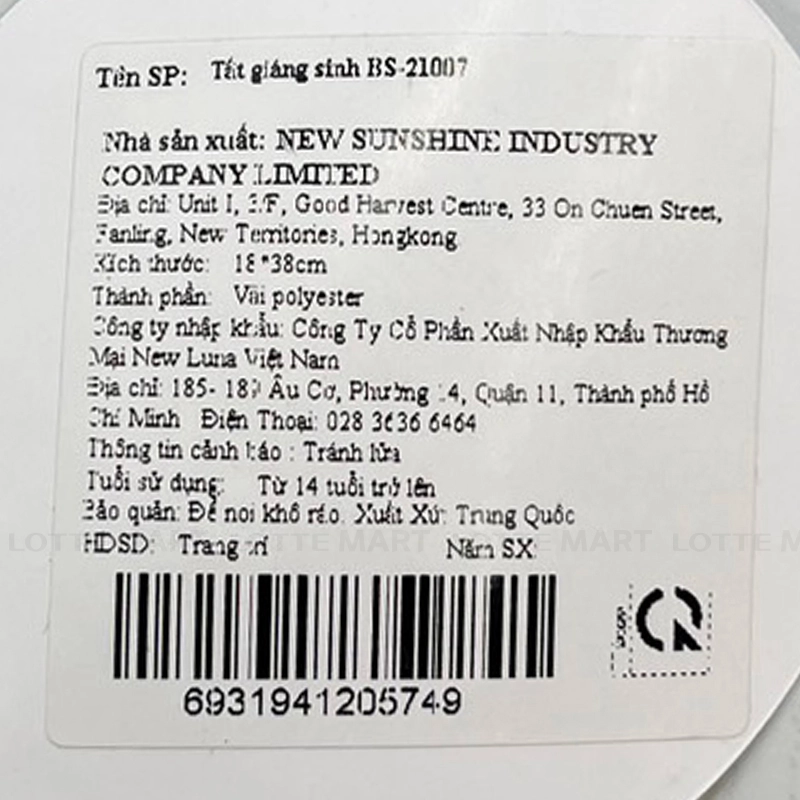 Tên SP: Tất giáng sinh BS-21007
Nhà sản xuất: NEW SUNSHINE INDUSTRY
COMPANY LIMITED
Địa chỉ: Unit I, 3/F, Good Harvest Centre, 33 On Chuen Street,
Fanling, New Territories, Hongkong
Kích thước: 18*38cm
Thành phần: Vải polyester
Công ty nhập khẩu: Công Ty Cổ Phần Xuất Nhập Khẩu Thương
Mại New Luna Việt Nam
Địa chỉ: 185- 189 Âu Cơ, Phường 14, Quận 11, Thành phố Hồ
Chí Minh Điện Thoại: 028 3636 6464
Thông tin cảnh báo : Tránh lửa
Tuổi sử dụng: Từ 14 tuổi trở lên
Bảo quản: Để nơi khô ráo. Xuất Xứ: Trung Quốc
HDSD: Trang trí Năm SX:
LOTTE MART LOTTE MART LOTTE M
6931941205749